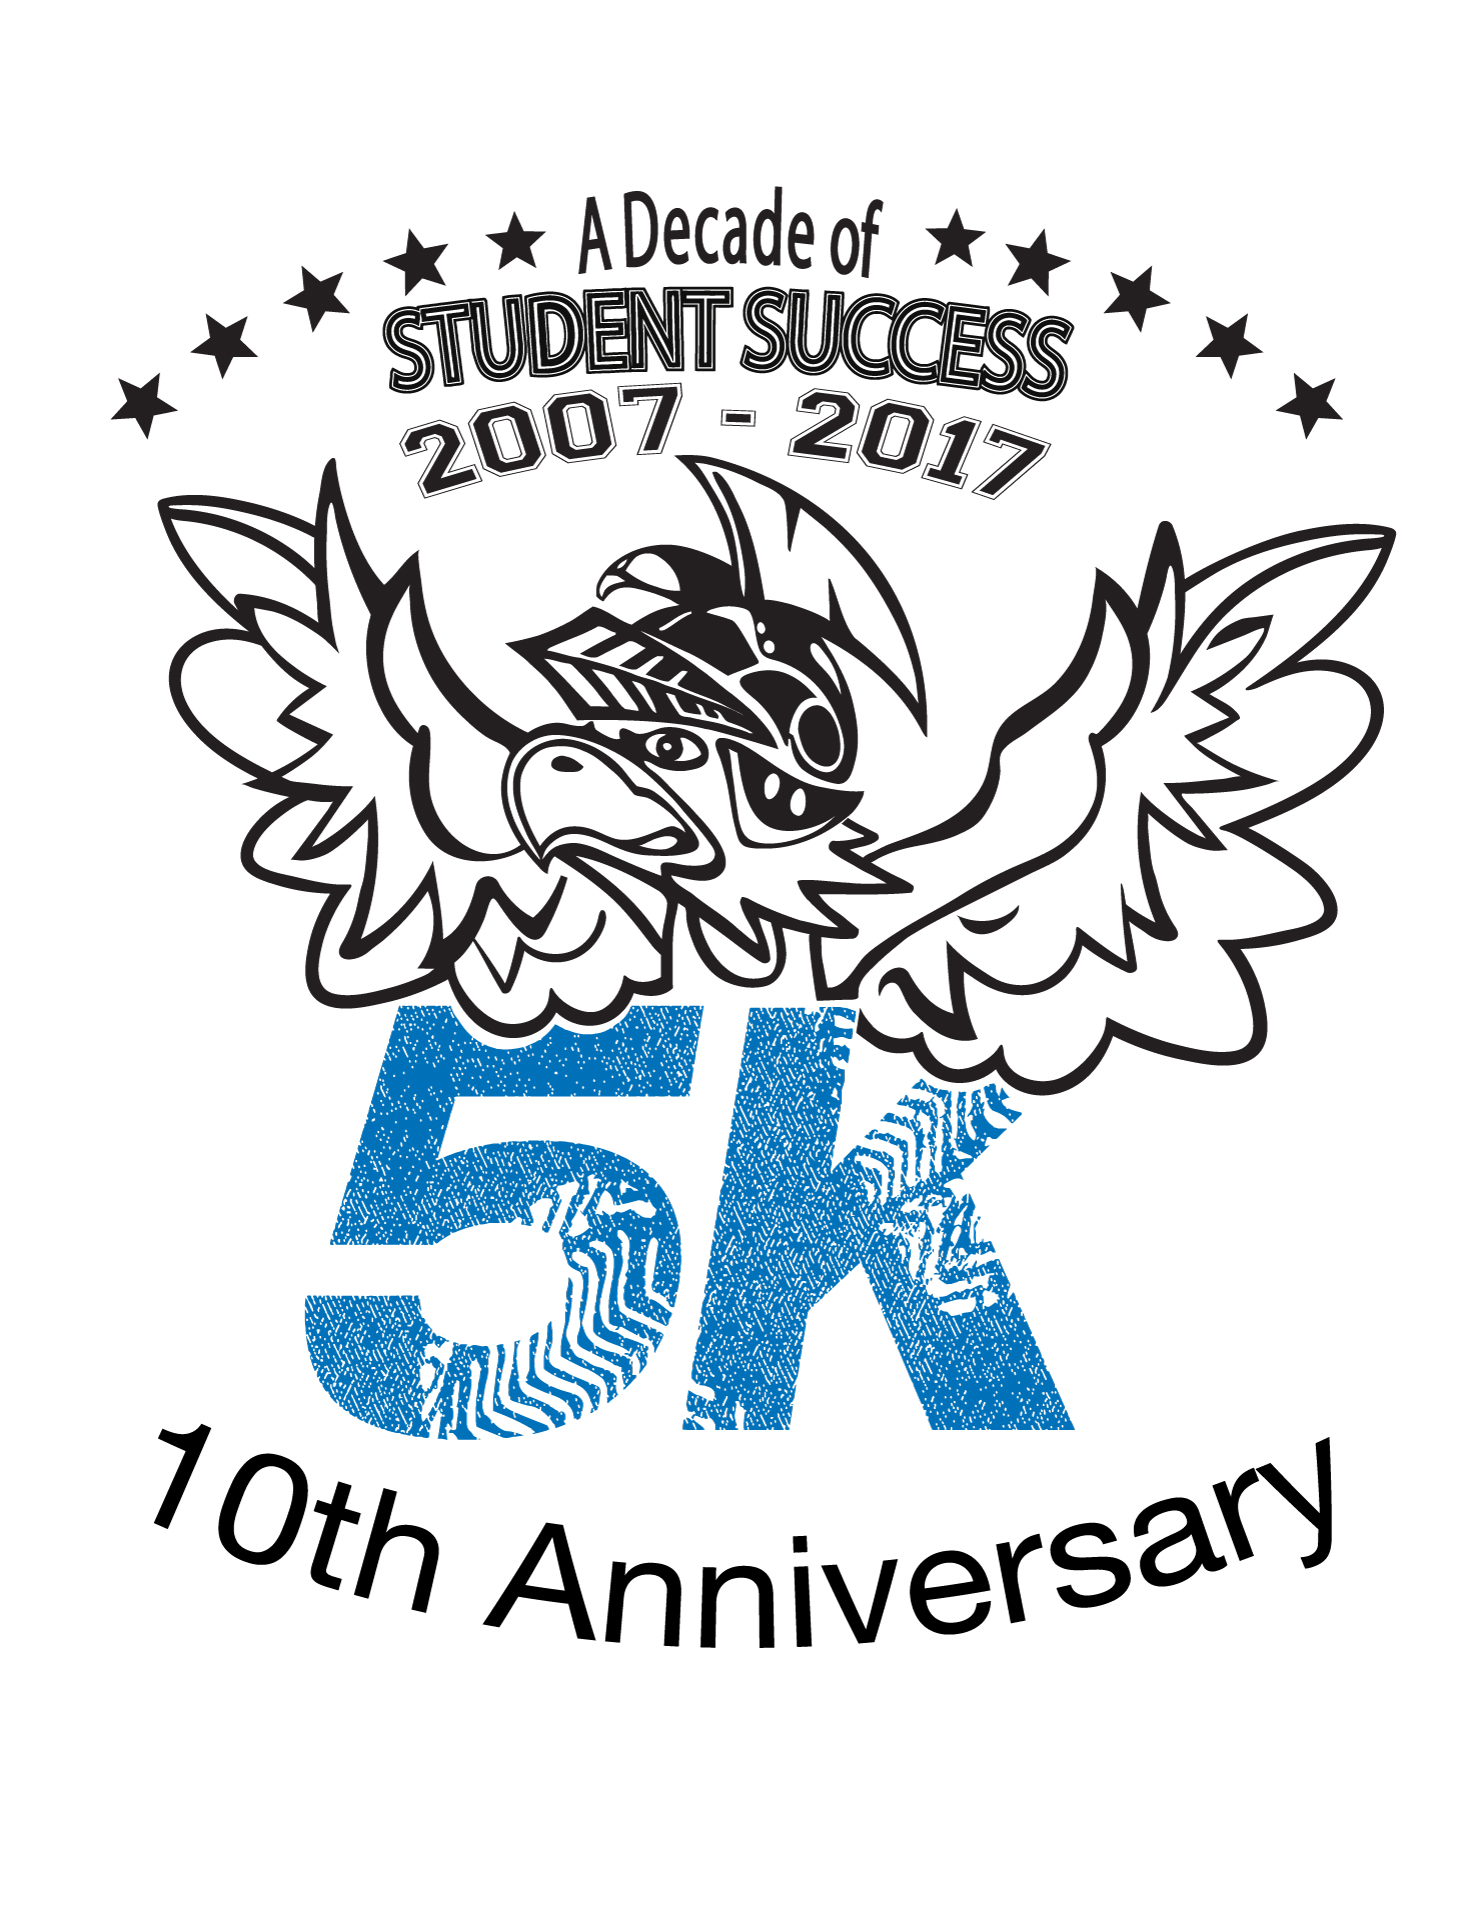 A Decade of
STUDENT SUCCESS
2007 - 2017
5K
10th Anniversary